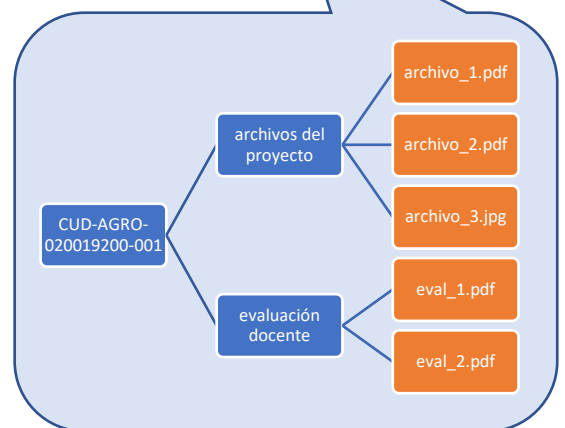 CUD-AGRO-
020019200-001
archivos del
proyecto
archivo_1.pdf
archivo_2.pdf
archivo_3.jpg
evaluación
docente
eval_1.pdf
eval_2.pdf